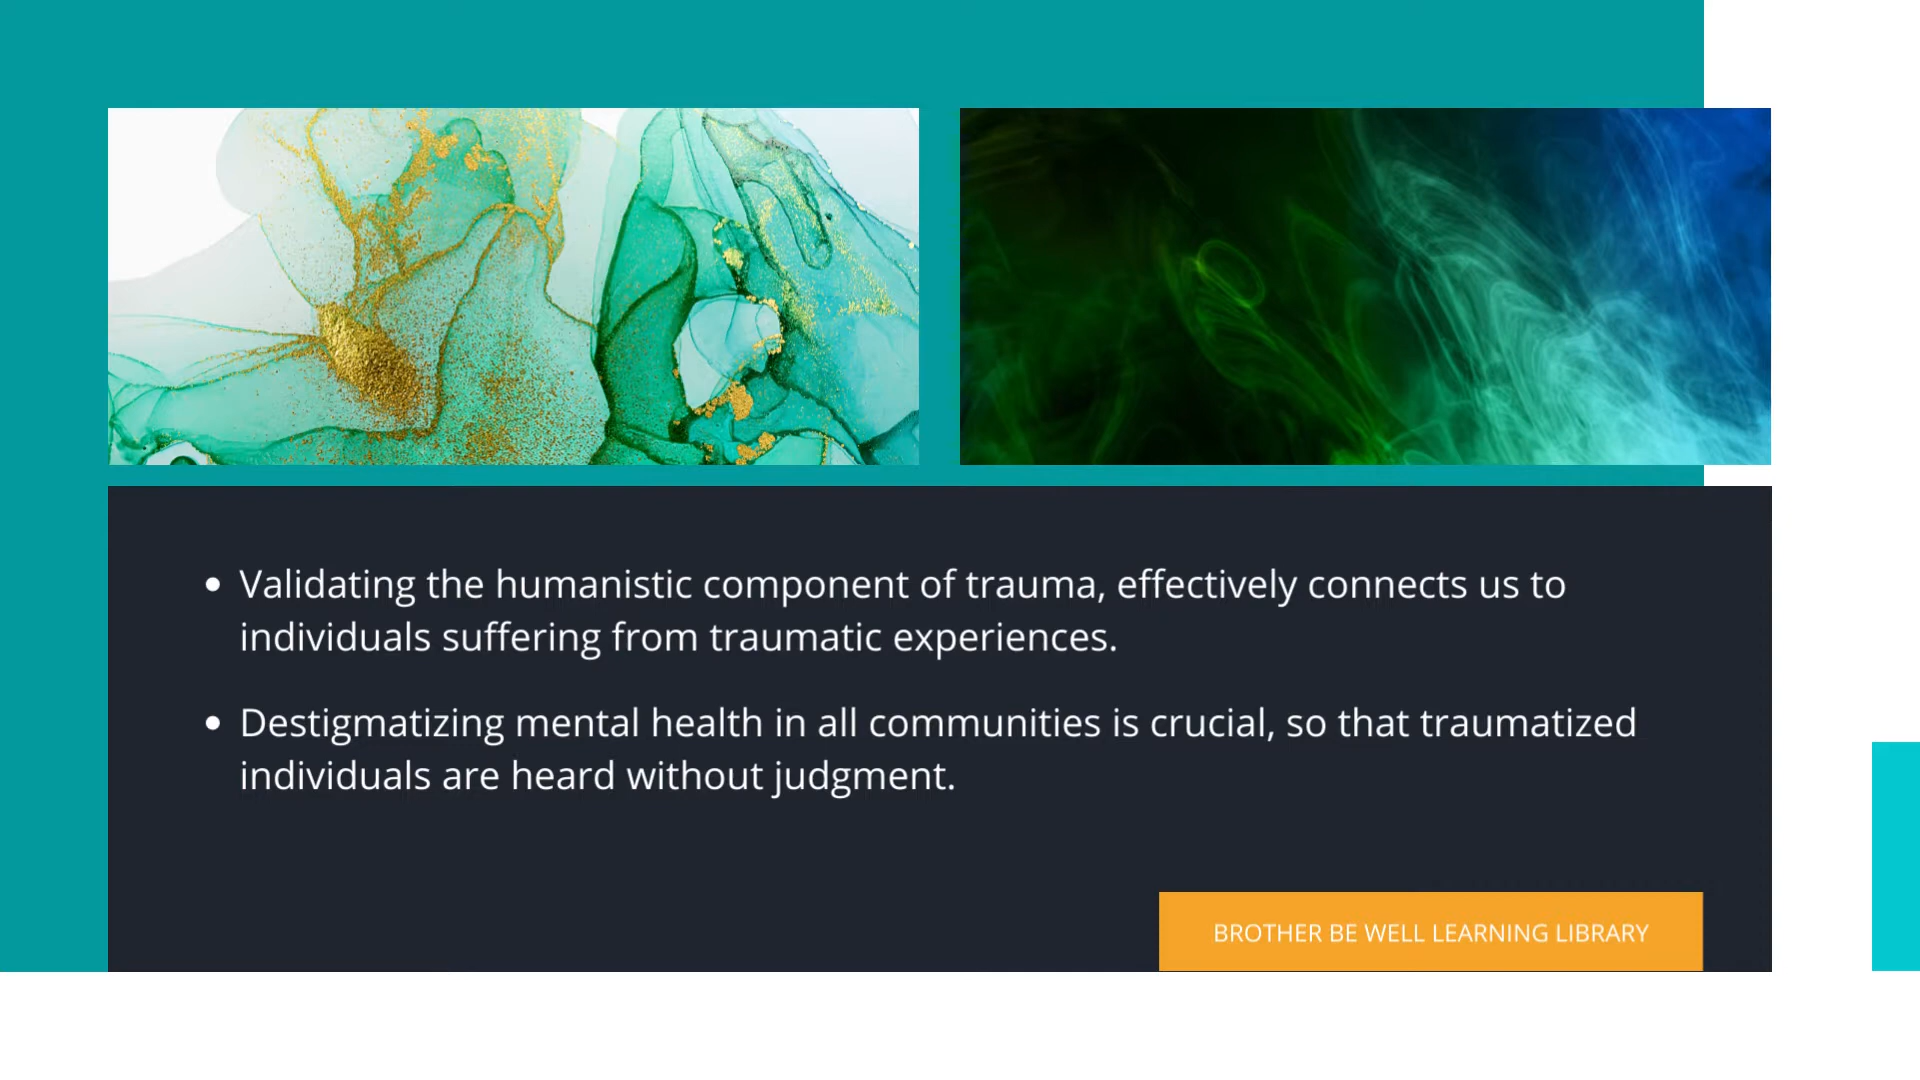 • Validating the humanistic component of trauma, effectively connects us to
individuals suffering from traumatic experiences.
• Destigmatizing mental health in all communities is crucial, so that traumatized
individuals are heard without judgment.
BROTHER BE WELL LEARNING LIBRARY